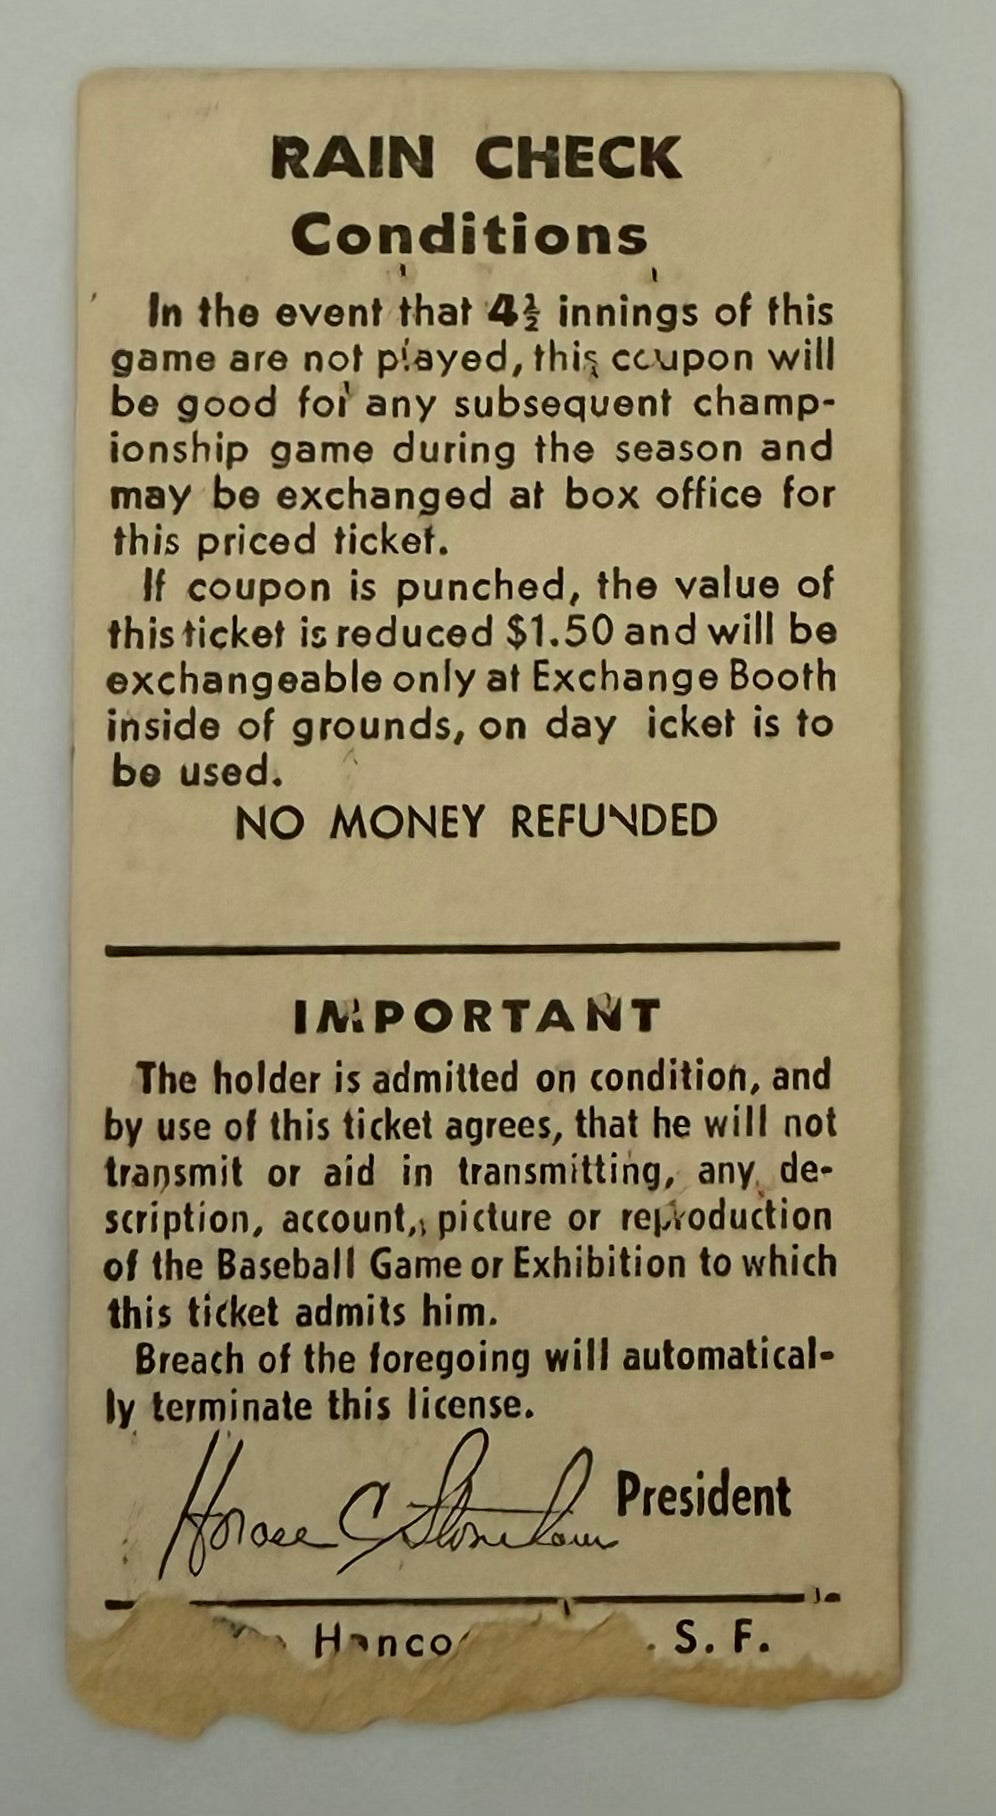 RAIN CHECK
Conditions
In the event that 4½ innings of this
game are not played, this coupon will
be good for any subsequent champ-
ionship game during the season and
may be exchanged at box office for
this priced ticket.
If coupon is punched, the value of
this ticket is reduced $1.50 and will be
exchangeable only at Exchange Booth
inside of grounds, on day icket is to
be used.
NO MONEY REFUNDED
IMPORTANT
The holder is admitted on condition, and
by use of this ticket agrees, that he will not
transmit or aid in transmitting, any de-
scription, account, picture or reproduction
of the Baseball Game or Exhibition to which
this ticket admits him.
Breach of the foregoing will automatical-
ly terminate this license.
Horace C Stoneham President
Hanco S. F.